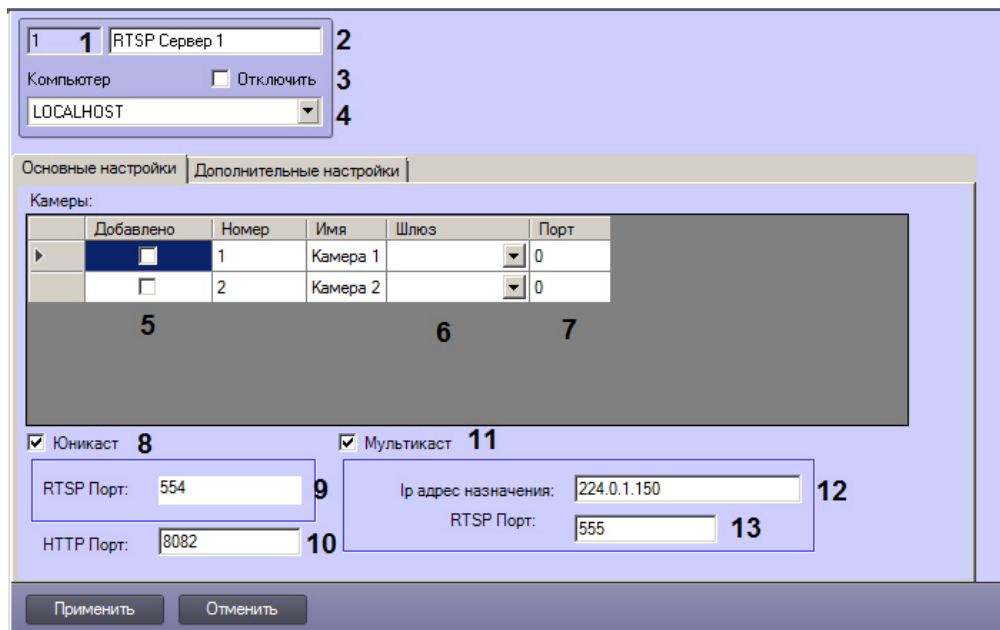 1 1 RTSP Сервер 1 2
Компьютер Отключить 3
LOCALHOST 4
Основные настройки Дополнительные настройки
Камеры:
Добавлено Номер Имя Шлюз Порт
1 Камера 1 0
2 Камера 2 0
5 6 7
Юникаст 8 Мультикаст 11
RTSP Порт: 554 9 Ip адрес назначения: 224.0.1.150 12
RTSP Порт: 555 13
HTTP Порт: 8082 10
Применить Отменить